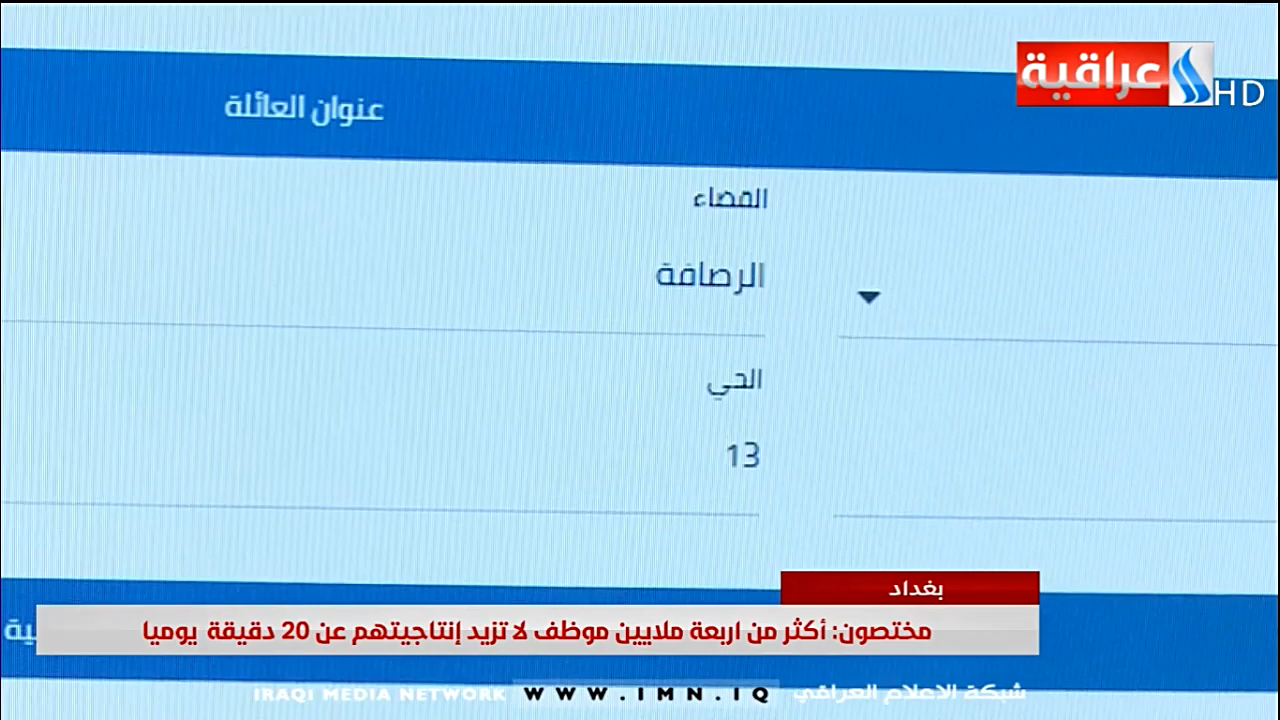 عراقية
HD
عنوان العائلة
القضاء
الرصافة
الحي
13
بغداد
مختصون: أكثر من اربعة ملايين موظف لا تزيد إنتاجيتهم عن 20 دقيقة يوميا
شبكة الاعلام العراقي WWW.IMN.IQ IRAQI MEDIA NETWORK